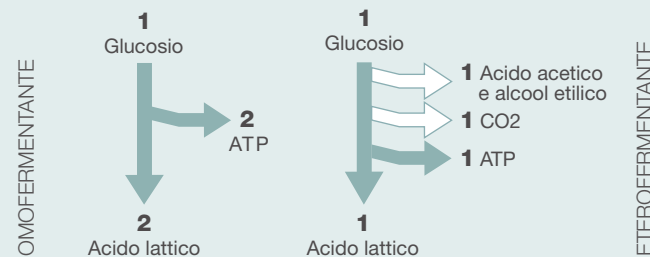 OMOFERMENTANTE
1
Glucosio
2
ATP
2
Acido lattico
1
Glucosio
1 Acido acetico
e alcool etilico
1 CO2
1 ATP
1
Acido lattico
ETEROFERMENTANTE